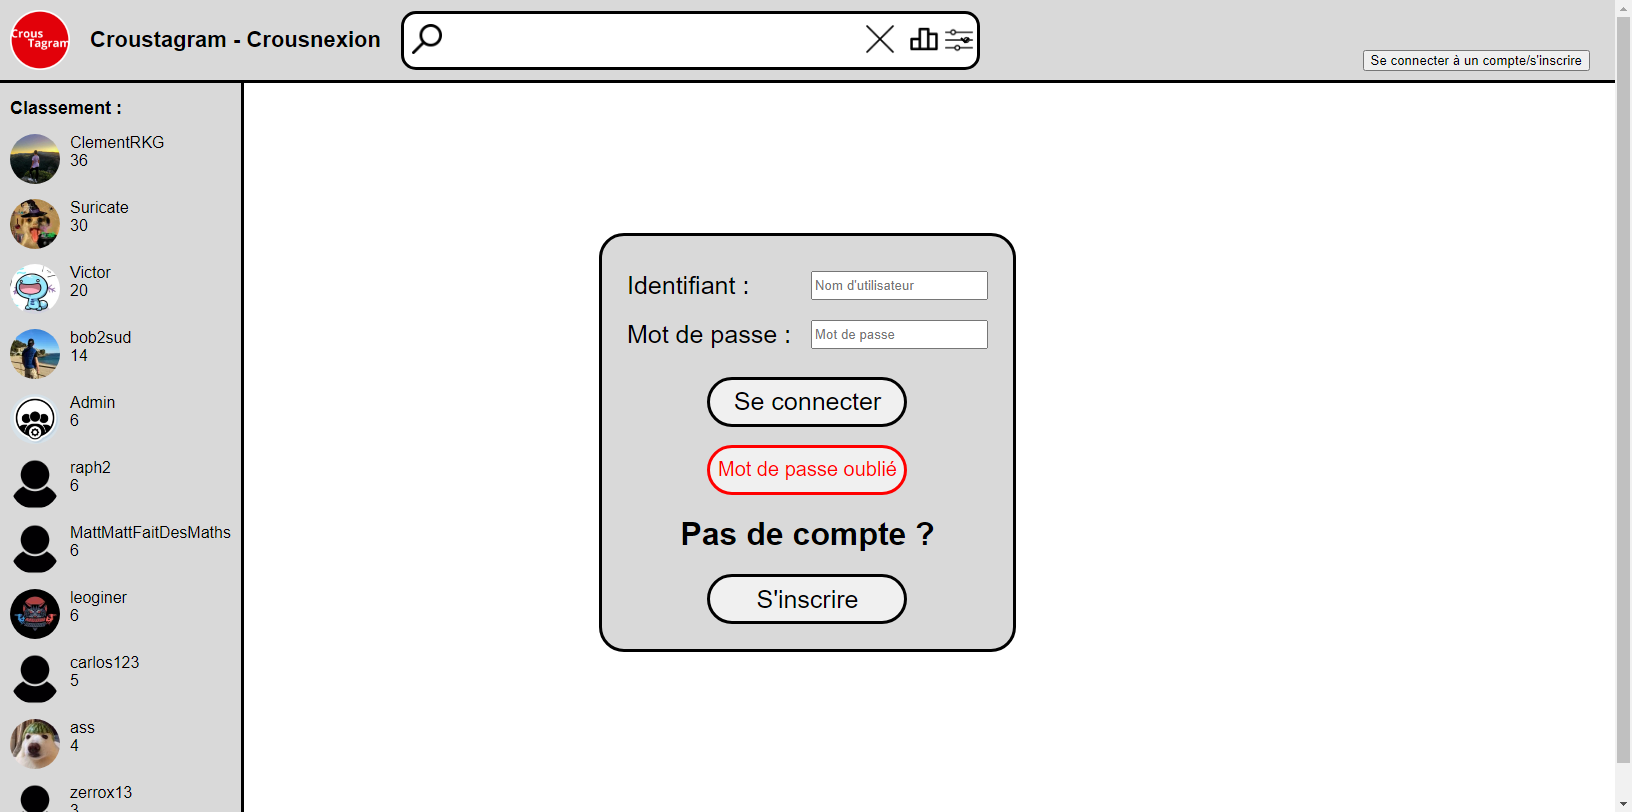 Crous
Tagram
Croustagram - Crousnexion
Se connecter à un compte/s'inscrire
Classement :
ClementRKG
36
Suricate
30
Victor
20
bob2sud
14
Admin
6
raph2
6
MattMattFaitDesMaths
6
leoginer
6
carlos123
5
ass
4
zerrox13
3
Identifiant :
Nom d'utilisateur
Mot de passe :
Mot de passe
Se connecter
Mot de passe oublié
Pas de compte ?
S'inscrire